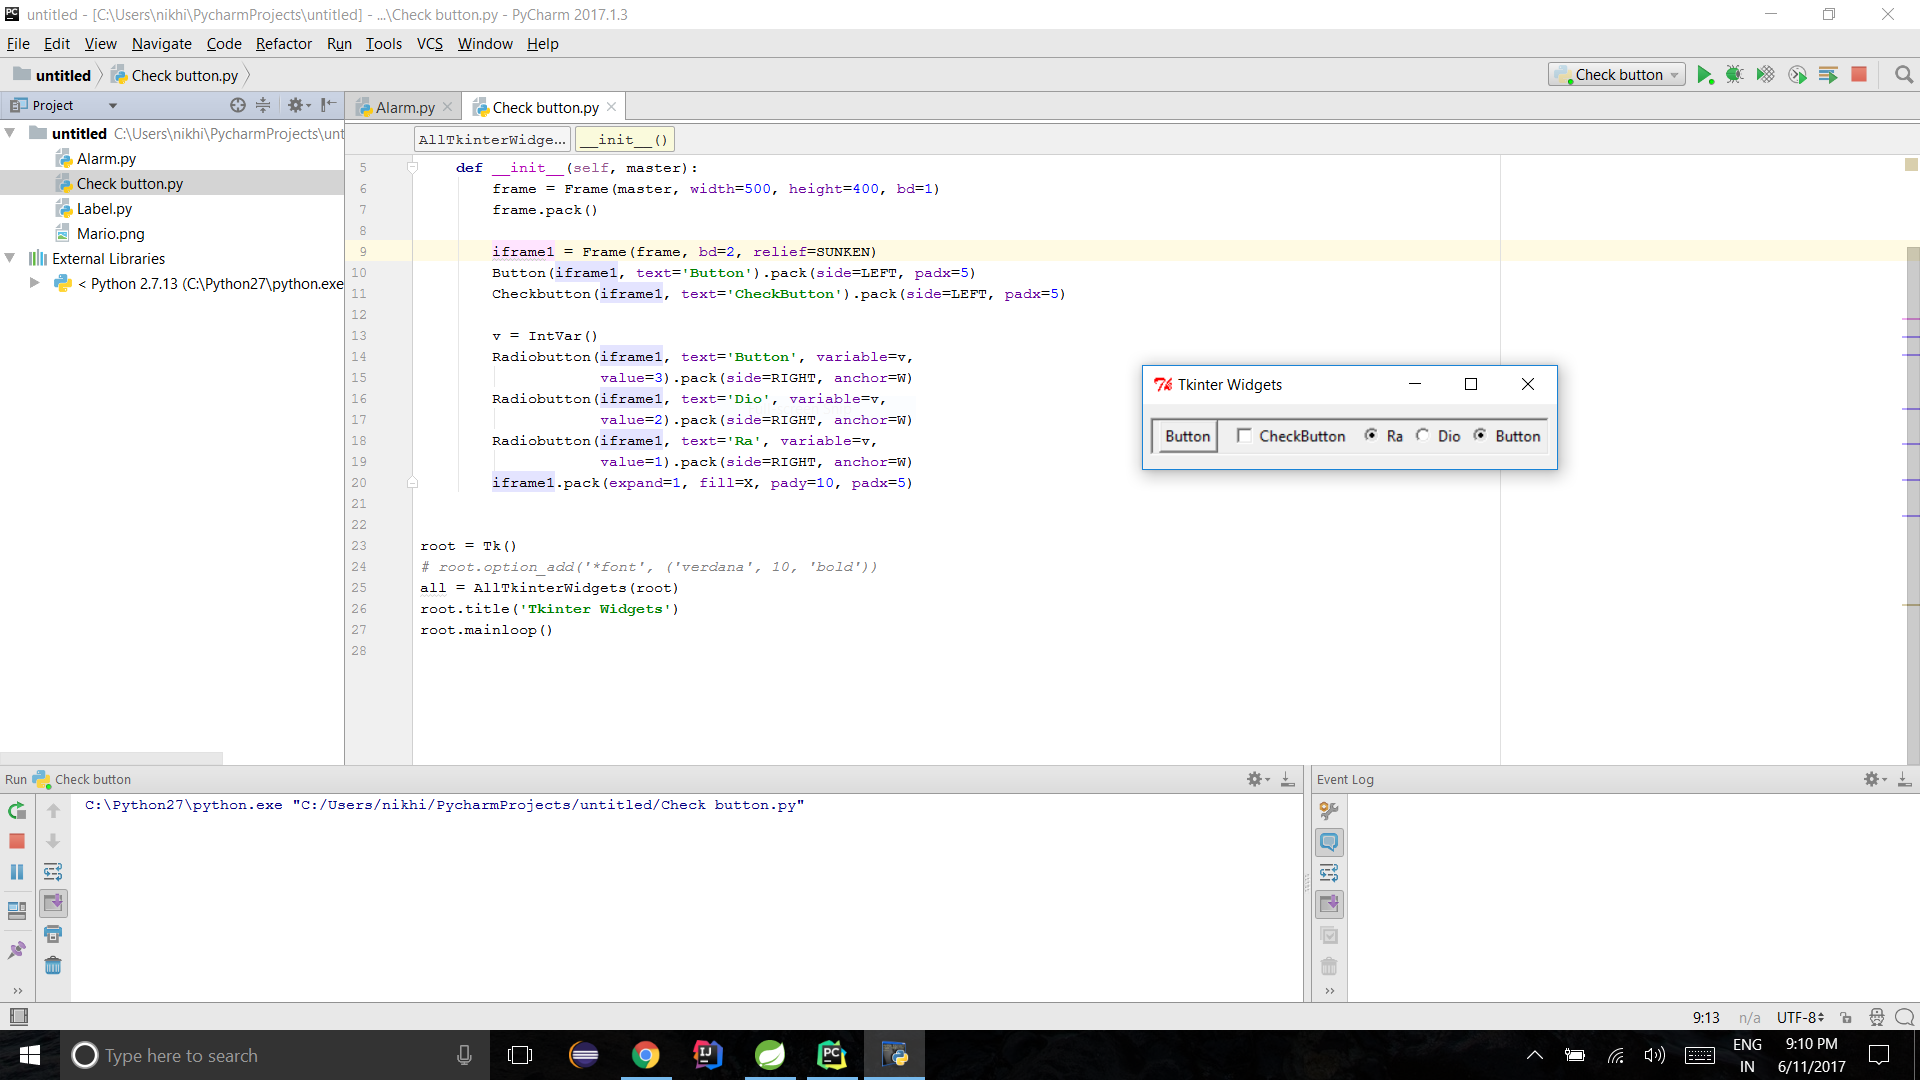 untitled - [C:\Users\nikhi\PycharmProjects\untitled] - ...\Check button.py - PyCharm 2017.1.3
File Edit View Navigate Code Refactor Run Tools VCS Window Help
untitled Check button.py
Check button
Project
Alarm.py
Check button.py
untitled C:\Users\nikhi\PycharmProjects\unt
Alarm.py
Check button.py
Label.py
Mario.png
External Libraries
< Python 2.7.13 (C:\Python27\python.exe
AllTkinterWidge... __init__()
5 def __init__(self, master):
6 frame = Frame(master, width=500, height=400, bd=1)
7 frame.pack()
8
9 iframe1 = Frame(frame, bd=2, relief=SUNKEN)
10 Button(iframe1, text='Button').pack(side=LEFT, padx=5)
11 Checkbutton(iframe1, text='CheckButton').pack(side=LEFT, padx=5)
12
13 v = IntVar()
14 Radiobutton(iframe1, text='Button', variable=v,
15 value=3).pack(side=RIGHT, anchor=W)
16 Radiobutton(iframe1, text='Dio', variable=v,
17 value=2).pack(side=RIGHT, anchor=W)
18 Radiobutton(iframe1, text='Ra', variable=v,
19 value=1).pack(side=RIGHT, anchor=W)
20 iframe1.pack(expand=1, fill=X, pady=10, padx=5)
21
22
23 root = Tk()
24 # root.option_add('*font', ('verdana', 10, 'bold'))
25 all = AllTkinterWidgets(root)
26 root.title('Tkinter Widgets')
27 root.mainloop()
28
Tkinter Widgets
Button CheckButton Ra Dio Button
Run Check button
C:\Python27\python.exe "C:/Users/nikhi/PycharmProjects/untitled/Check button.py"
Event Log
9:13 n/a UTF-8
Type here to search
ENG
IN
9:10 PM
6/11/2017